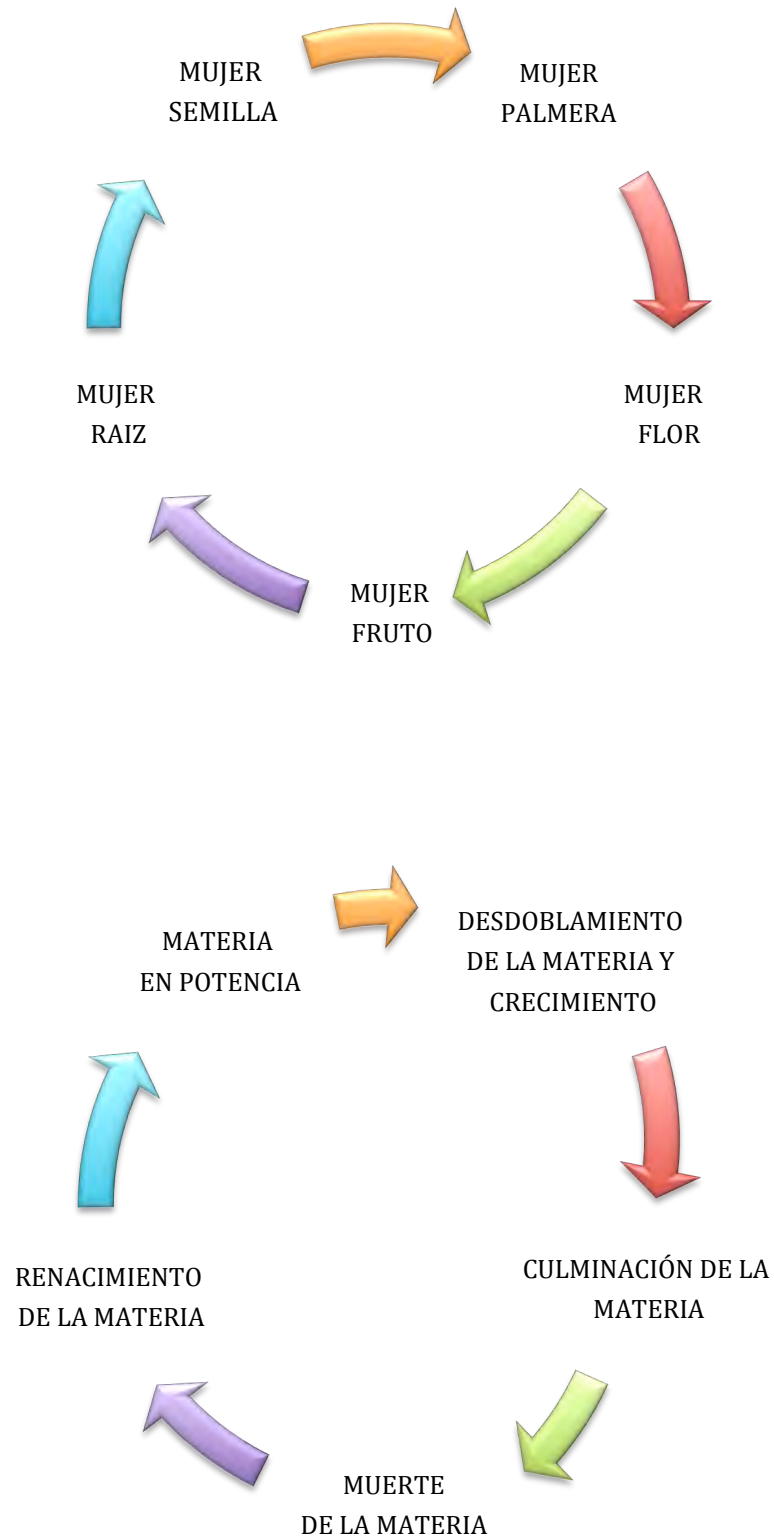 MUJER
SEMILLA
MUJER
PALMERA
MUJER
FLOR
MUJER
FRUTO
MUJER
RAIZ
MATERIA
EN POTENCIA
DESDOBLAMIENTO
DE LA MATERIA Y
CRECIMIENTO
CULMINACIÓN DE LA
MATERIA
MUERTE
DE LA MATERIA
RENACIMIENTO
DE LA MATERIA